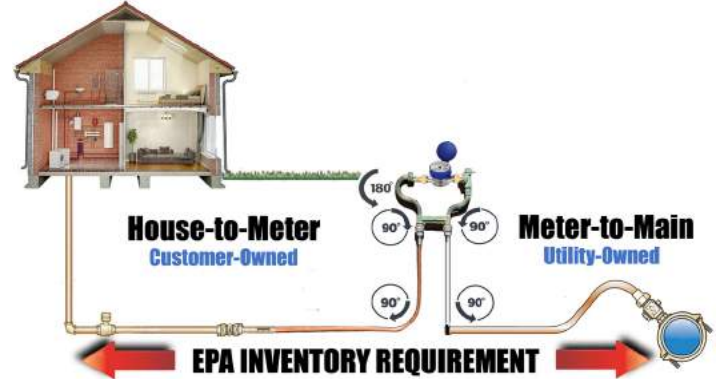 180°
House-to-Meter
Customer-Owned
90°
90°
Meter-to-Main
Utility-Owned
90°
90°
EPA INVENTORY REQUIREMENT